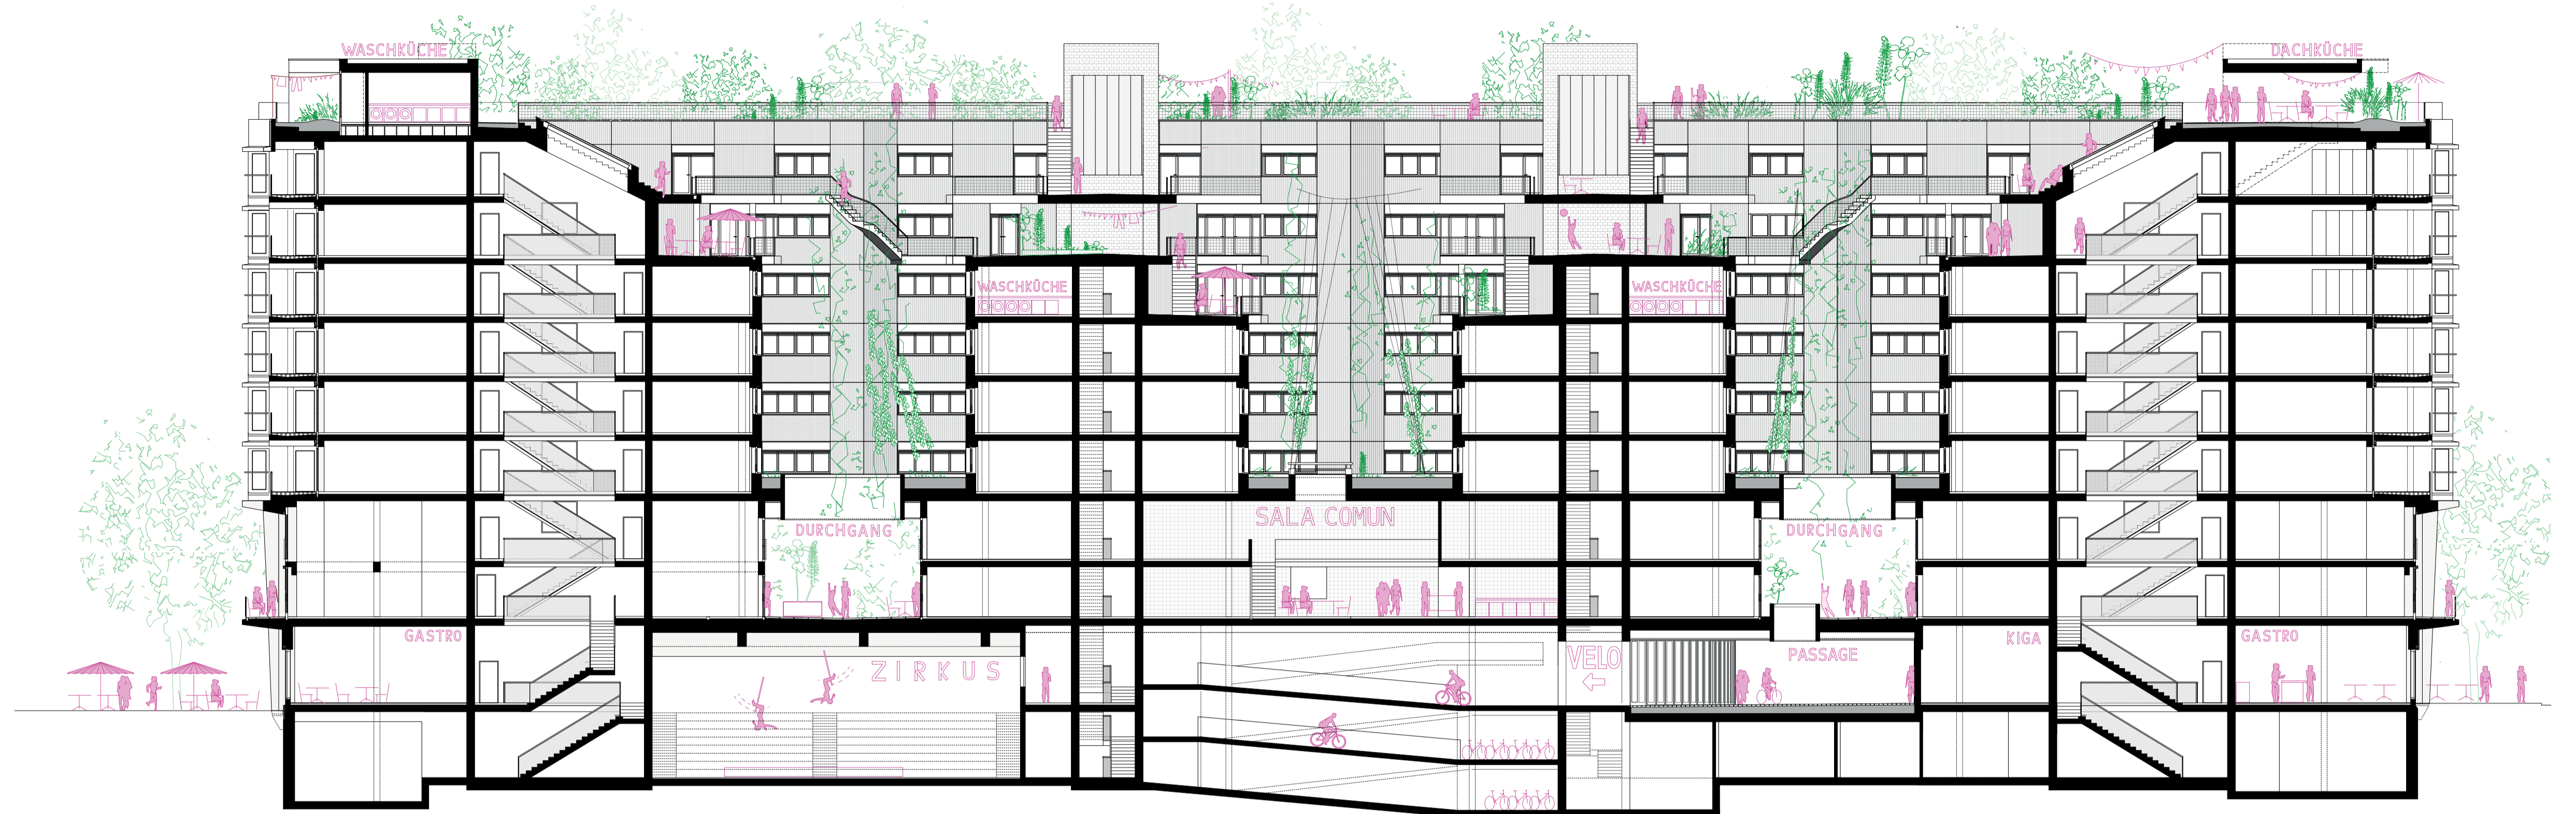 WASCHKÜCHE
DACHKÜCHE
WASCHKÜCHE
WASCHKÜCHE
SALA COMUN
DURCHGANG
DURCHGANG
GASTRO
ZIRKUS
VELO
PASSAGE
KIGA
GASTRO